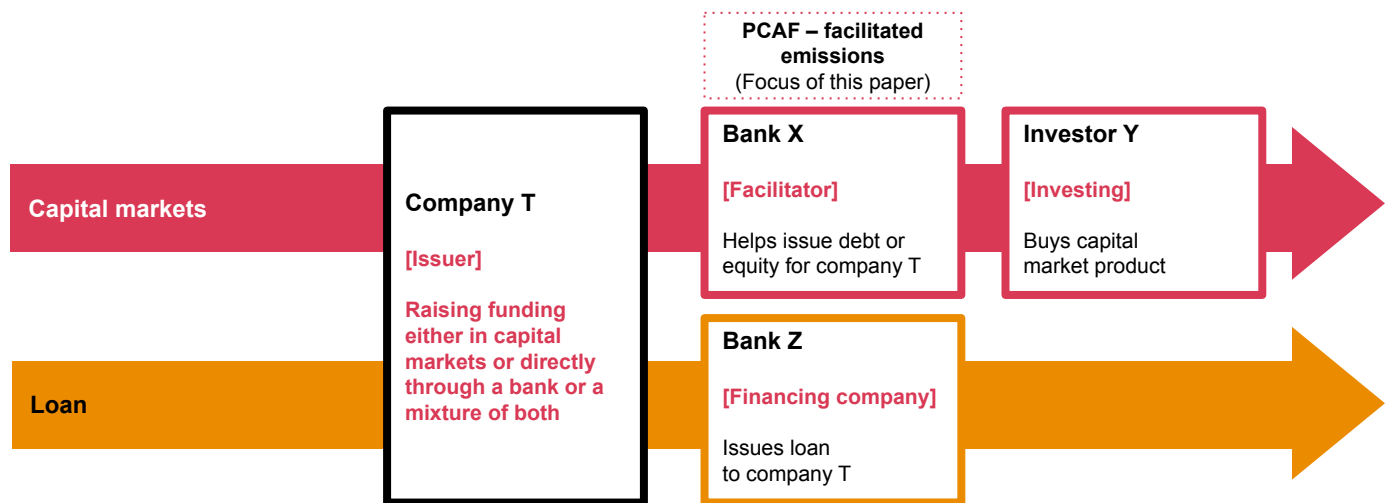 PCAF – facilitated
emissions
(Focus of this paper)
Capital markets
Company T
[Issuer]
Raising funding
either in capital
markets or directly
through a bank or a
mixture of both
Bank X
[Facilitator]
Helps issue debt or
equity for company T
Investor Y
[Investing]
Buys capital
market product
Loan
Bank Z
[Financing company]
Issues loan
to company T